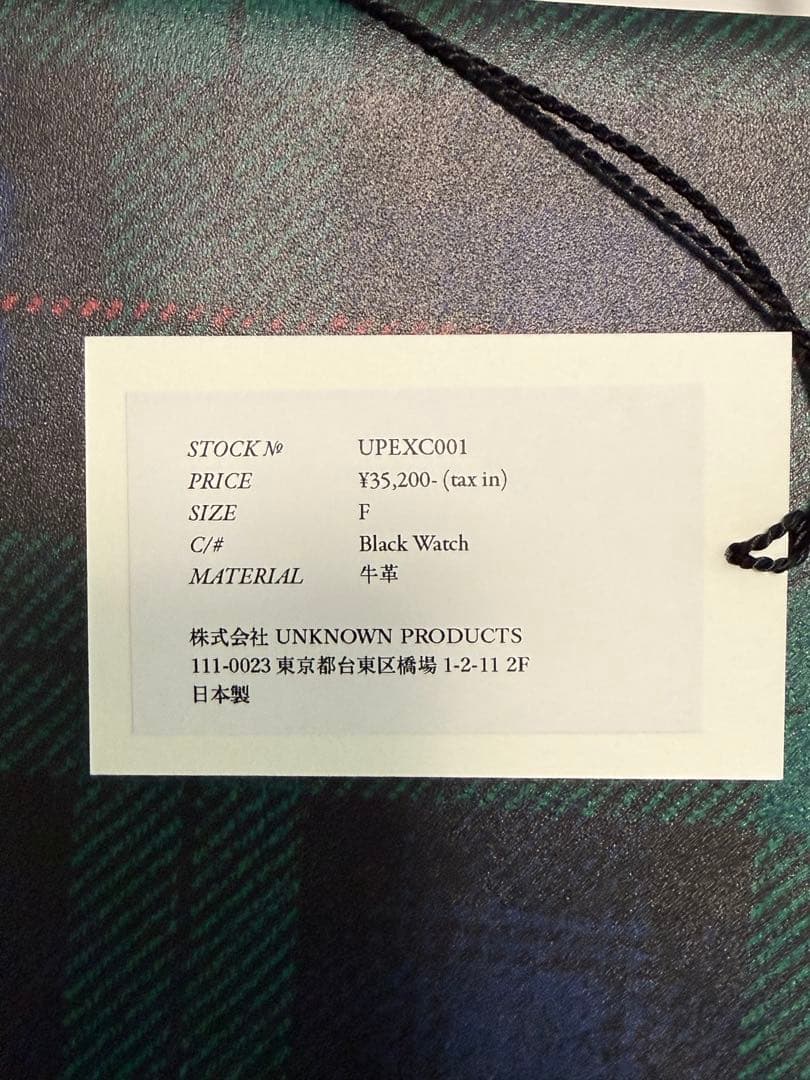 STOCK № UPEXC001
PRICE ¥35,200- (tax in)
SIZE F
C/# Black Watch
MATERIAL 牛革
株式会社 UNKNOWN PRODUCTS
111-0023 東京都台東区橋場 1-2-11 2F
日本製